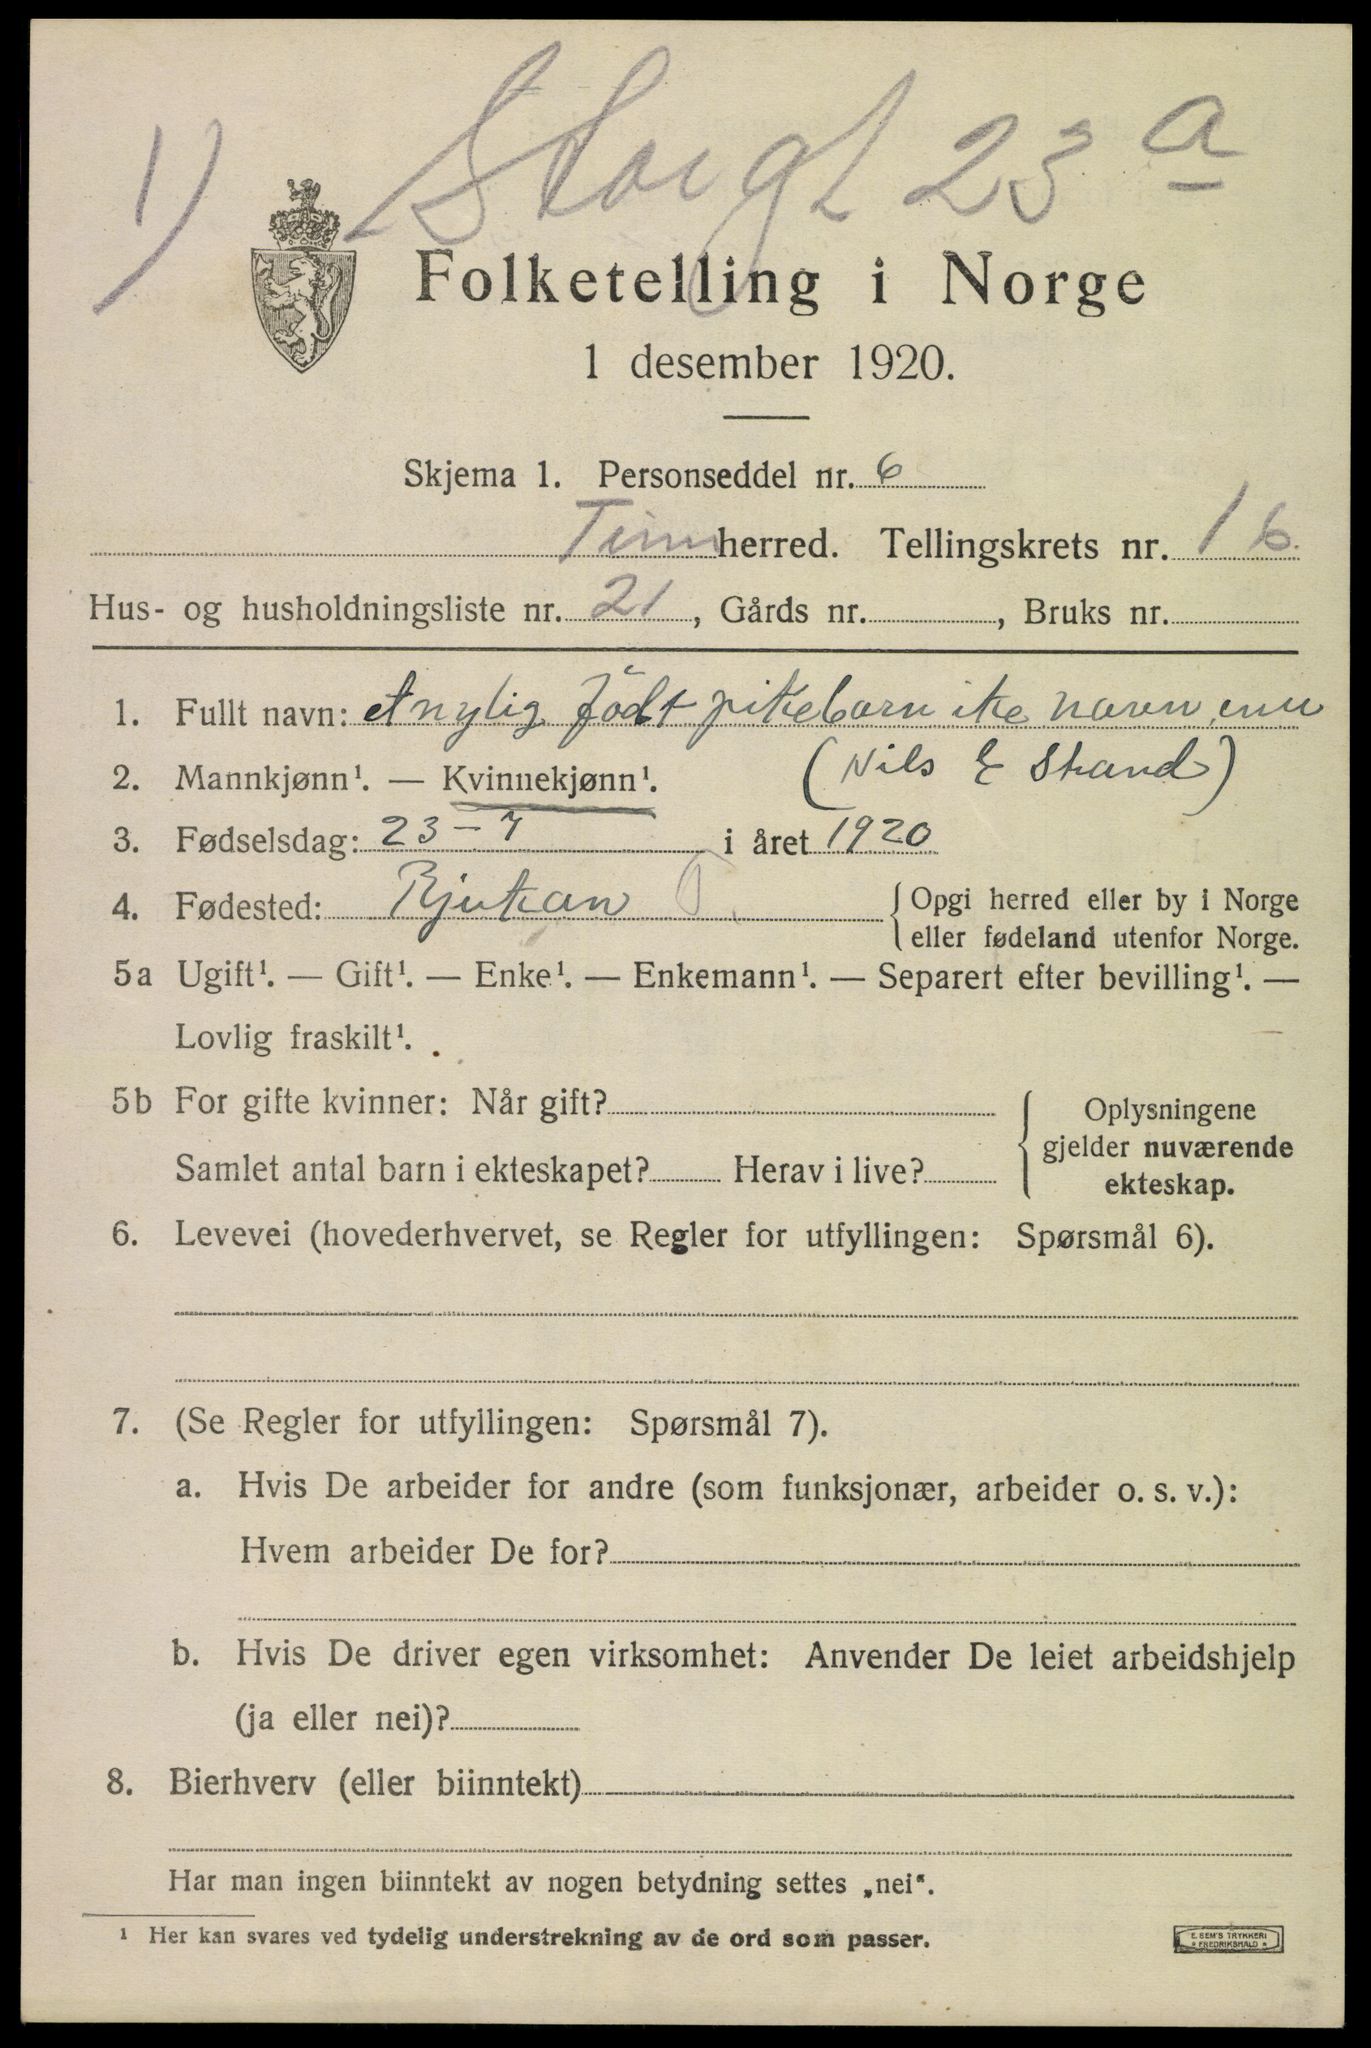 1) Storgt 23 a
Folketelling i Norge
1 desember 1920.
Skjema 1. Personseddel nr. 6
Tinn herred. Tellingskrets nr. 16.
Hus- og husholdningsliste nr. 21, Gårds nr. , Bruks nr.
1. Fullt navn: et nylig født pikebarn ike navn enu
2. Mannkjønn¹. — Kvinnekjønn¹. (Nils E Strand)
3. Fødselsdag: 23-7 i året 1920
4. Fødested: Rjukan T. { Opgi herred eller by i Norge
eller fødeland utenfor Norge.
5a Ugift¹. — Gift¹. — Enke¹. — Enkemann¹. — Separert efter bevilling¹. —
Lovlig fraskilt¹.
5b For gifte kvinner: Når gift? { Oplysningene
gjelder nuværende
Samlet antal barn i ekteskapet? Herav i live? ekteskap.
6. Levevei (hovederhvervet, se Regler for utfyllingen: Spørsmål 6).
7. (Se Regler for utfyllingen: Spørsmål 7).
a. Hvis De arbeider for andre (som funksjonær, arbeider o. s. v.):
Hvem arbeider De for?
b. Hvis De driver egen virksomhet: Anvender De leiet arbeidshjelp
(ja eller nei)?
8. Bierhverv (eller biinntekt)
Har man ingen biinntekt av nogen betydning settes „nei“.
¹ Her kan svares ved tydelig understrekning av de ord som passer.
E. SEM'S TRYKKERI
* FREDRIKSHALD *